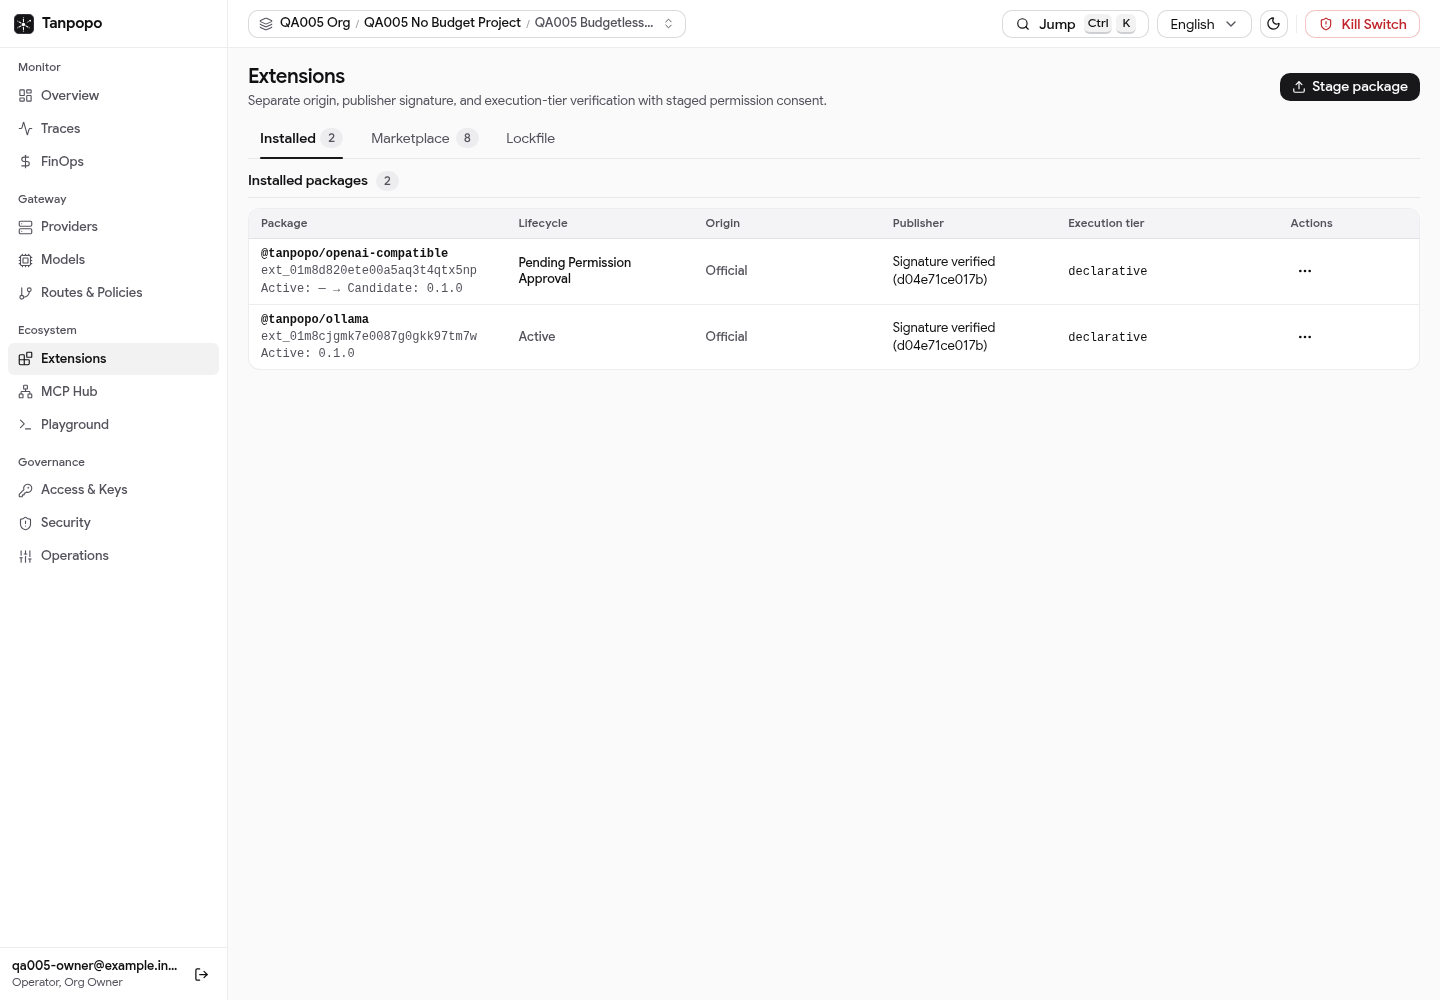 Tanpopo
QA005 Org / QA005 No Budget Project / QA005 Budgetless...
Jump Ctrl K
English
Kill Switch
Monitor
Overview
Traces
FinOps
Gateway
Providers
Models
Routes & Policies
Ecosystem
Extensions
MCP Hub
Playground
Governance
Access & Keys
Security
Operations
qa005-owner@example.in...
Operator, Org Owner
Extensions
Separate origin, publisher signature, and execution-tier verification with staged permission consent.
Stage package
Installed 2 Marketplace 8 Lockfile
Installed packages 2
Package Lifecycle Origin Publisher Execution tier Actions
@tanpopo/openai-compatible
ext_01m8d820ete00a5aq3t4qtx5np
Active: — → Candidate: 0.1.0
Pending Permission
Approval
Official
Signature verified
(d04e71ce017b)
declarative
@tanpopo/ollama
ext_01m8cjgmk7e0087g0gkk97tm7w
Active: 0.1.0
Active
Official
Signature verified
(d04e71ce017b)
declarative